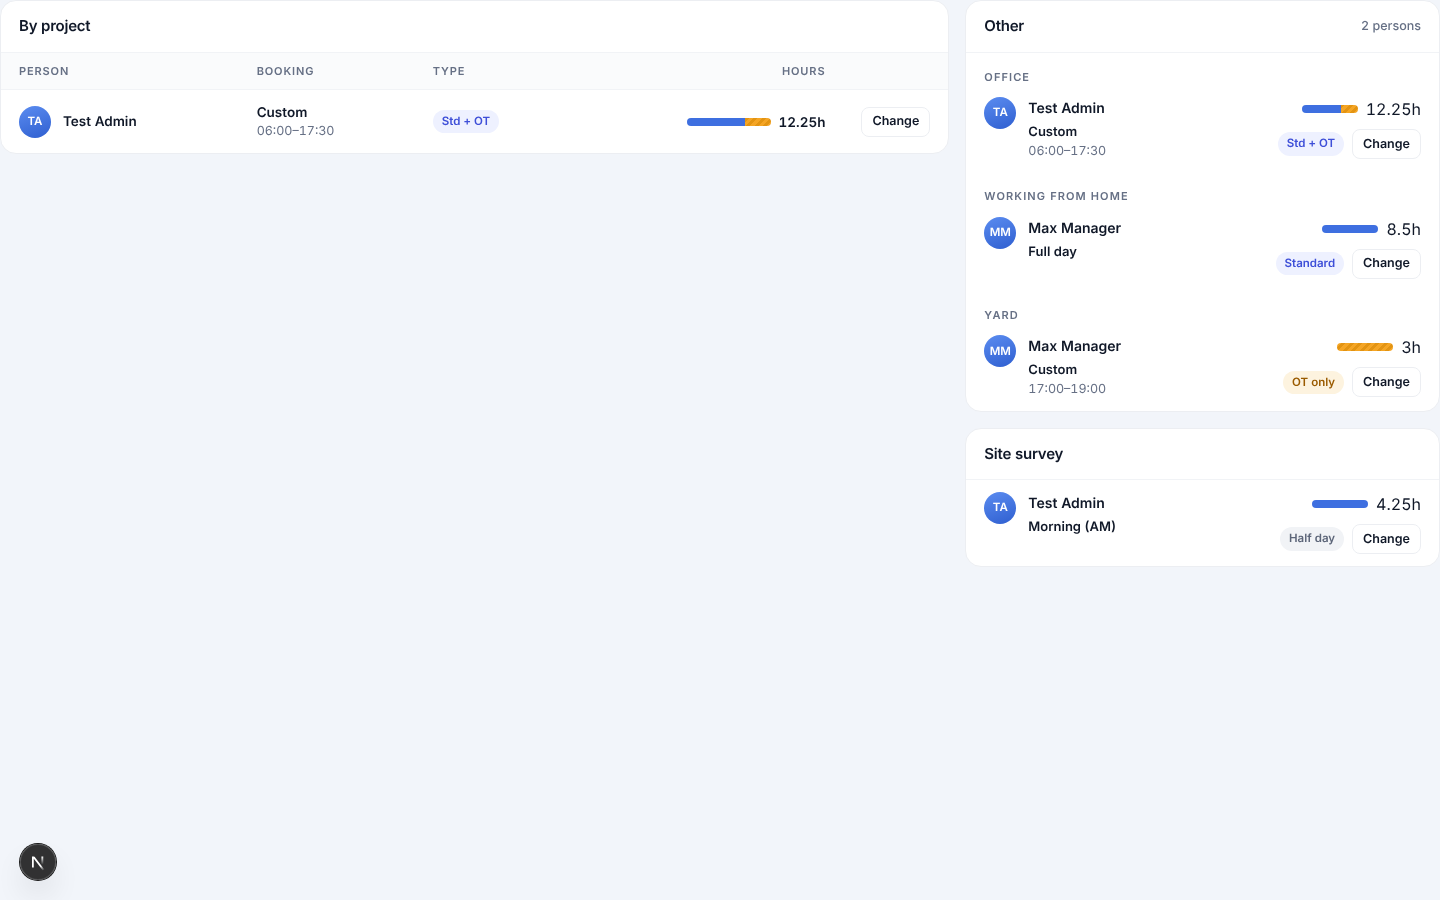 By project
PERSON BOOKING TYPE HOURS
TA Test Admin Custom 06:00–17:30 Std + OT 12.25h Change
Other 2 persons
OFFICE
TA Test Admin 12.25h
Custom Std + OT Change
06:00–17:30
WORKING FROM HOME
MM Max Manager 8.5h
Full day Standard Change
YARD
MM Max Manager 3h
Custom OT only Change
17:00–19:00
Site survey
TA Test Admin 4.25h
Morning (AM) Half day Change
N